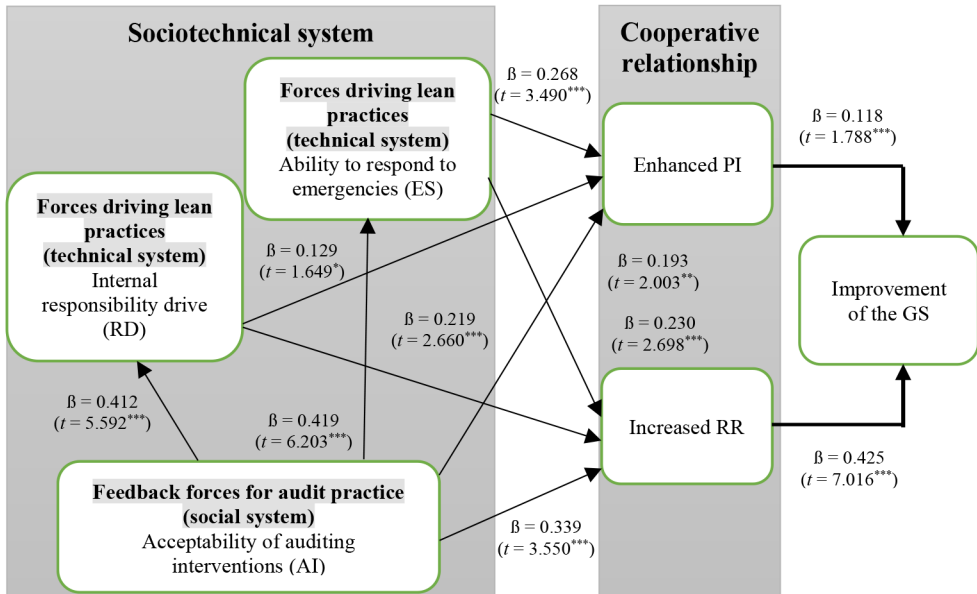 Sociotechnical system
Cooperative
relationship
Forces driving lean
practices
(technical system)
Ability to respond to
emergencies (ES)
Forces driving lean
practices
(technical system)
Internal
responsibility drive
(RD)
Feedback forces for audit practice
(social system)
Acceptability of auditing
interventions (AI)
ß = 0.412
(t = 5.592***)
ß = 0.419
(t = 6.203***)
ß = 0.129
(t = 1.649*)
ß = 0.219
(t = 2.660***)
ß = 0.268
(t = 3.490***)
ß = 0.193
(t = 2.003**)
ß = 0.230
(t = 2.698***)
ß = 0.339
(t = 3.550***)
Enhanced PI
Increased RR
ß = 0.118
(t = 1.788***)
Improvement
of the GS
ß = 0.425
(t = 7.016***)